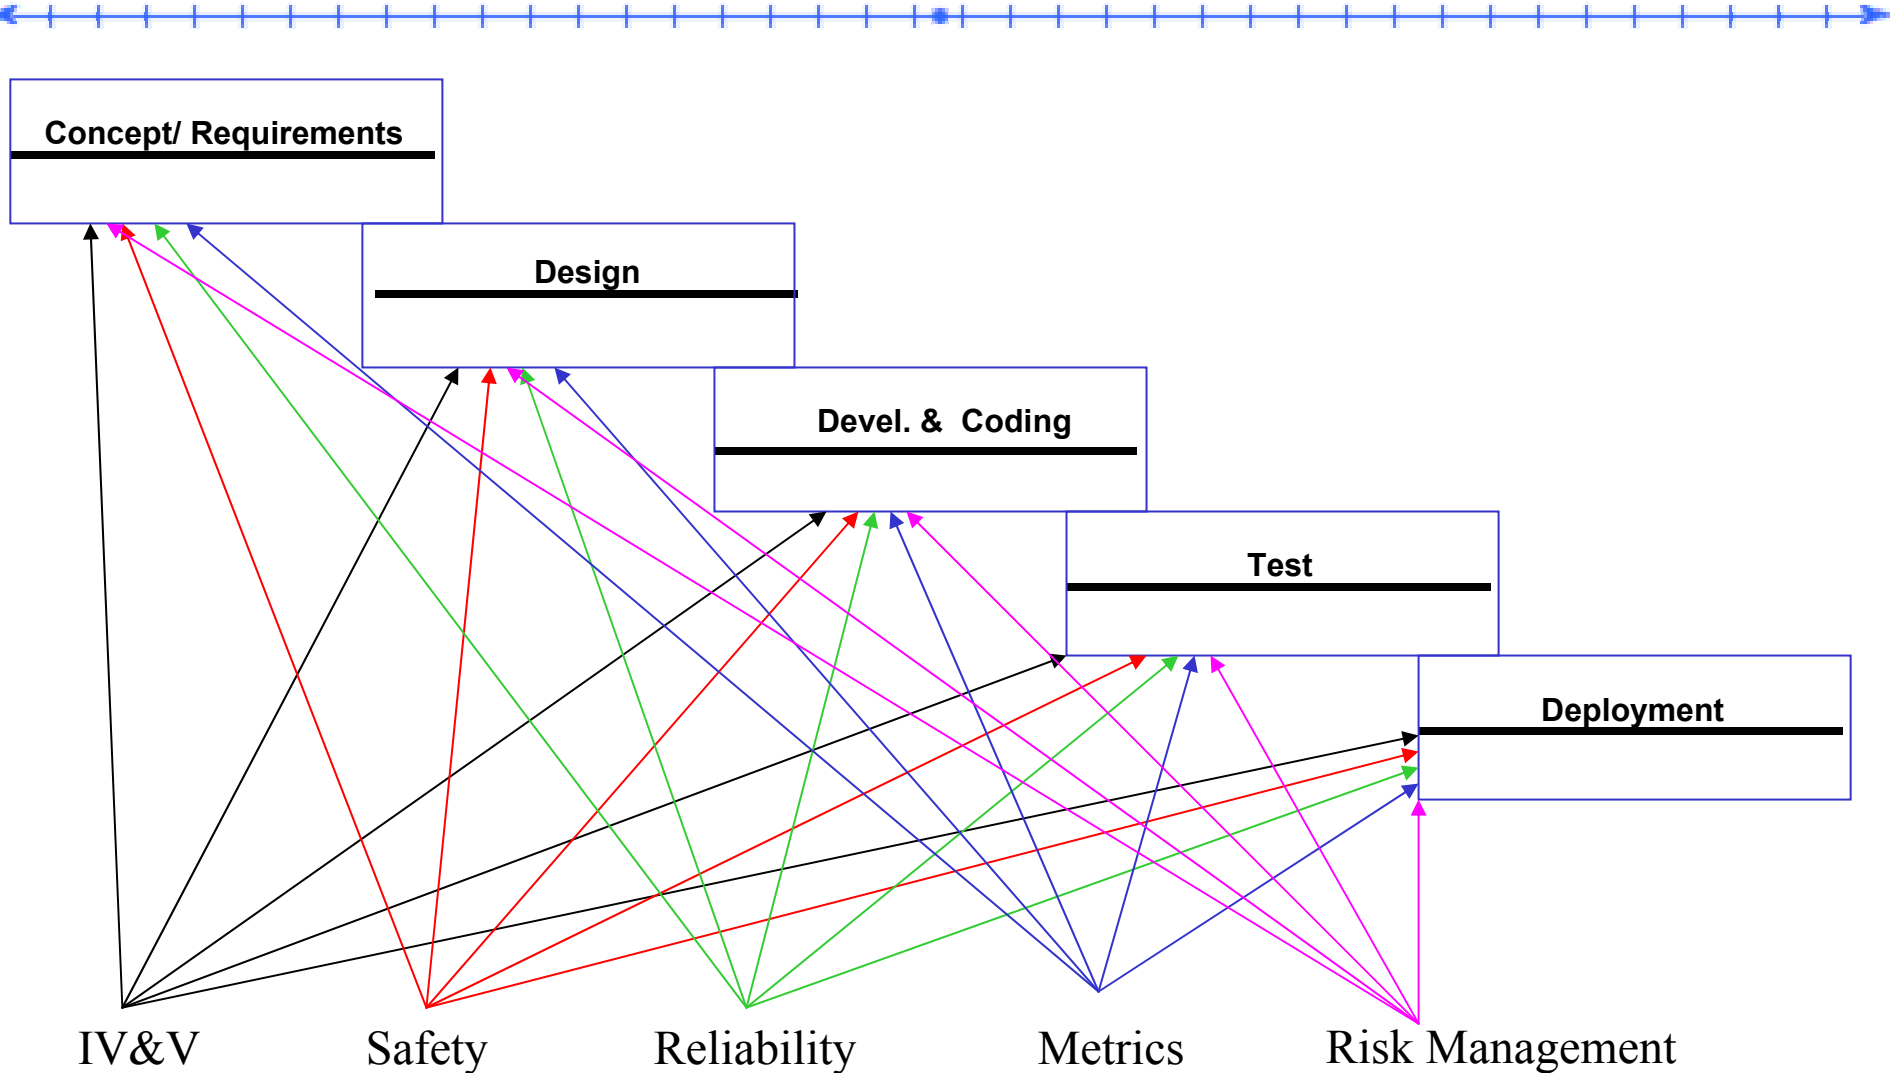 Concept/ Requirements
Design
Devel. &  Coding
Test
Deployment
IV&V
Safety
Reliability
Metrics
Risk Management